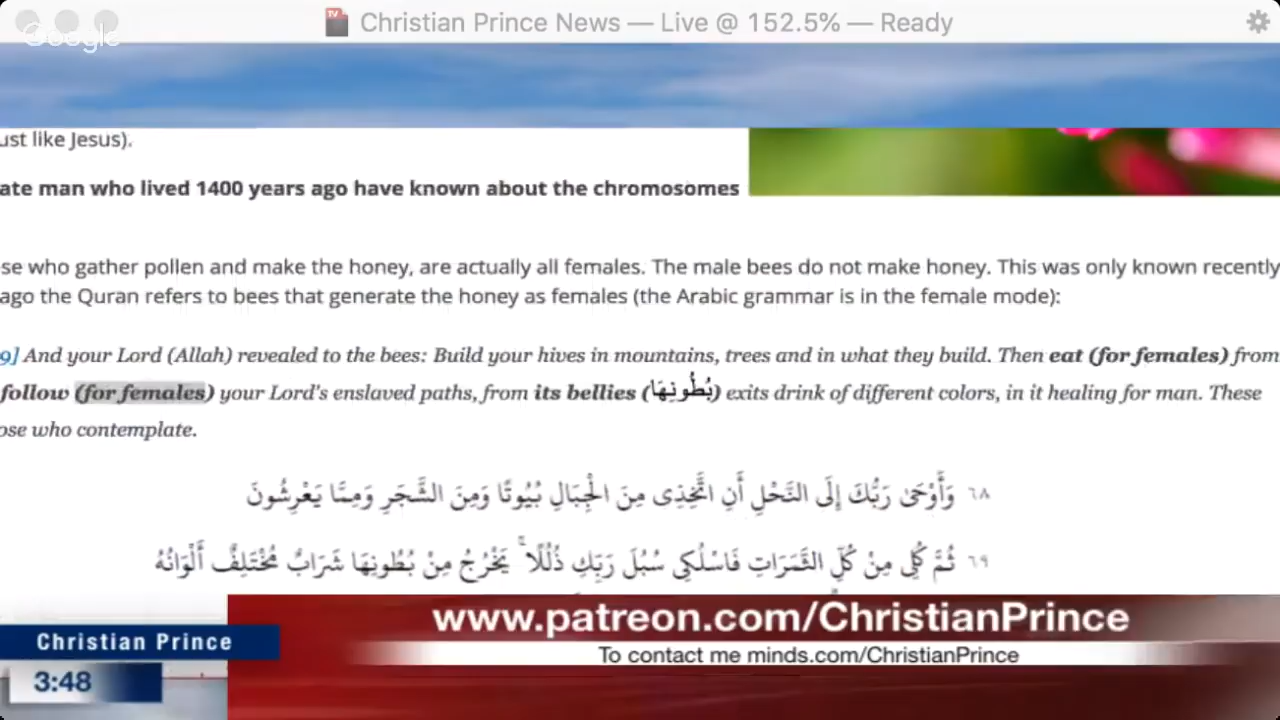 Christian Prince News — Live @ 152.5% — Ready
Google
ust like Jesus).
ate man who lived 1400 years ago have known about the chromosomes
se who gather pollen and make the honey, are actually all females. The male bees do not make honey. This was only known recently
ago the Quran refers to bees that generate the honey as females (the Arabic grammar is in the female mode):
9] And your Lord (Allah) revealed to the bees: Build your hives in mountains, trees and in what they build. Then eat (for females) from
follow (for females) your Lord's enslaved paths, from its bellies (بُطُونِهَا) exits drink of different colors, in it healing for man. These
ose who contemplate.
٦٨ وَأَوْحَىٰ رَبُّكَ إِلَى النَّحْلِ أَنِ اتَّخِذِى مِنَ الْجِبَالِ بُيُوتًا وَمِنَ الشَّجَرِ وَمِمَّا يَعْرِشُونَ
٦٩ ثُمَّ كُلِى مِنْ كُلِّ الثَّمَرَاتِ فَاسْلُكِى سُبُلَ رَبِّكِ ذُلُلًا ۚ يَخْرُجُ مِنْ بُطُونِهَا شَرَابٌ مُخْتَلِفٌ أَلْوَانُهُ
www.patreon.com/ChristianPrince
Christian Prince
To contact me minds.com/ChristianPrince
3:48